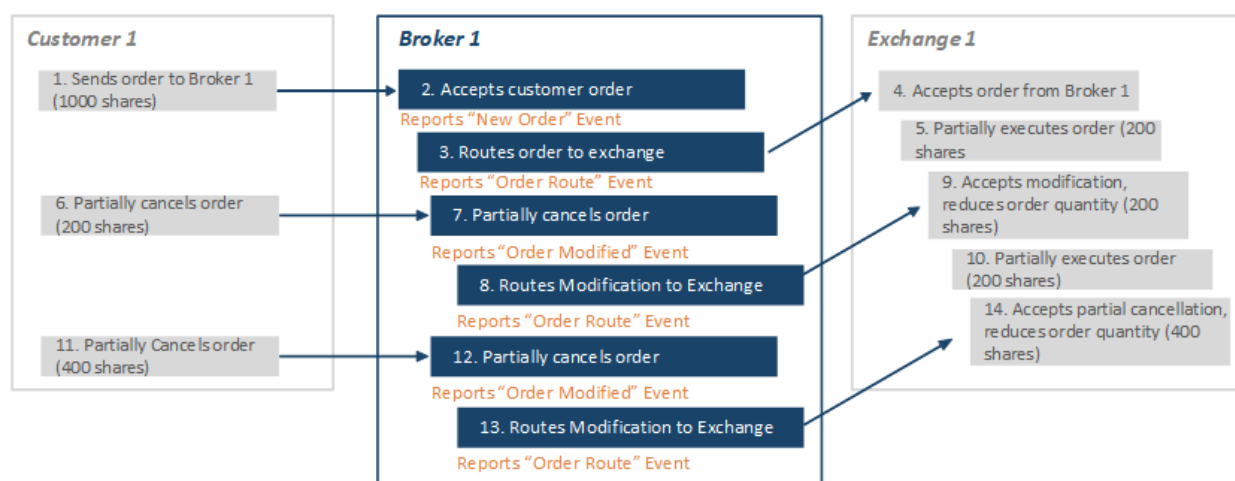 Customer 1
Broker 1
Exchange 1
1. Sends order to Broker 1
(1000 shares)
2. Accepts customer order
Reports “New Order” Event
3. Routes order to exchange
Reports “Order Route” Event
4. Accepts order from Broker 1
5. Partially executes order (200
shares
6. Partially cancels order
(200 shares)
7. Partially cancels order
Reports “Order Modified” Event
8. Routes Modification to Exchange
Reports “Order Route” Event
9. Accepts modification,
reduces order quantity (200
shares)
10. Partially executes order
(200 shares)
11. Partially Cancels order
(400 shares)
12. Partially cancels order
Reports “Order Modified” Event
13. Routes Modification to Exchange
Reports “Order Route” Event
14. Accepts partial cancellation,
reduces order quantity (400
shares)